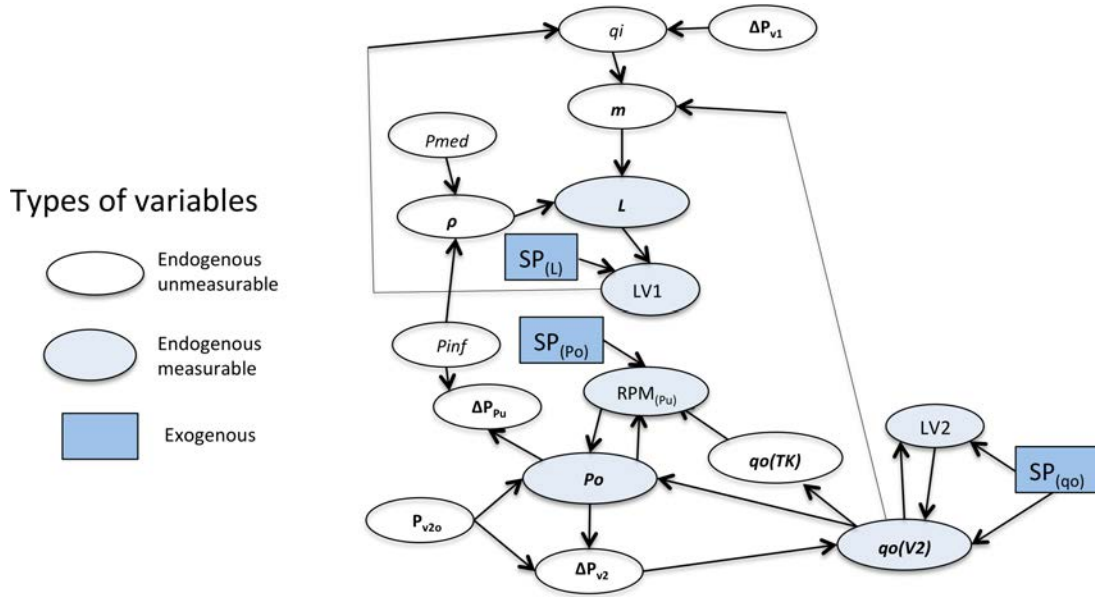 qi
ΔPv1
m
Pmed
Types of variables
ρ
L
Endogenous
unmeasurable
SP(L)
LV1
Endogenous
measurable
Pinf
SP(Po)
RPM(Pu)
ΔPPu
Exogenous
LV2
qo(TK)
SP(qo)
Po
Pv2o
qo(V2)
ΔPv2